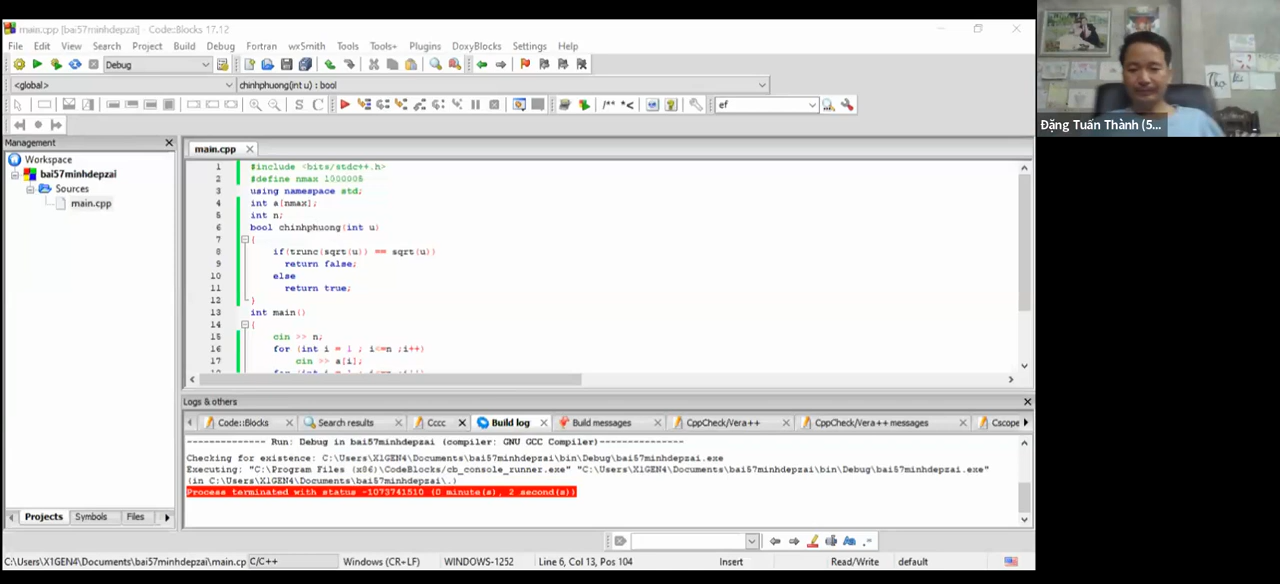 main.cpp [bai57minhdepzai] - Code::Blocks 17.12
File Edit View Search Project Build Debug Fortran wxSmith Tools Tools+ Plugins DoxyBlocks Settings Help
Debug
<global> chinhphuong(int u) : bool
S C /** *< ef
Management
Workspace
bai57minhdepzai
Sources
main.cpp
Projects Symbols Files
main.cpp
1 #include <bits/stdc++.h>
2 #define nmax 1000005
3 using namespace std;
4 int a[nmax];
5 int n;
6 bool chinhphuong(int u)
7 {
8 if(trunc(sqrt(u)) == sqrt(u))
9 return false;
10 else
11 return true;
12 }
13 int main()
14 {
15 cin >> n;
16 for (int i = 1 ; i<=n ;i++)
17 cin >> a[i];
Logs & others
Code::Blocks Search results Cccc Build log Build messages CppCheck/Vera++ CppCheck/Vera++ messages Cscope
-------------- Run: Debug in bai57minhdepzai (compiler: GNU GCC Compiler)---------------
Checking for existence: C:\Users\X1GEN4\Documents\bai57minhdepzai\bin\Debug\bai57minhdepzai.exe
Executing: "C:\Program Files (x86)\CodeBlocks/cb_console_runner.exe" "C:\Users\X1GEN4\Documents\bai57minhdepzai\bin\Debug\bai57minhdepzai.exe"
(in C:\Users\X1GEN4\Documents\bai57minhdepzai\.)
Process terminated with status -1073741510 (0 minute(s), 2 second(s))
C:\Users\X1GEN4\Documents\bai57minhdepzai\main.cp C/C++ Windows (CR+LF) WINDOWS-1252 Line 6, Col 13, Pos 104 Insert Read/Write default
Đặng Tuấn Thành (5...